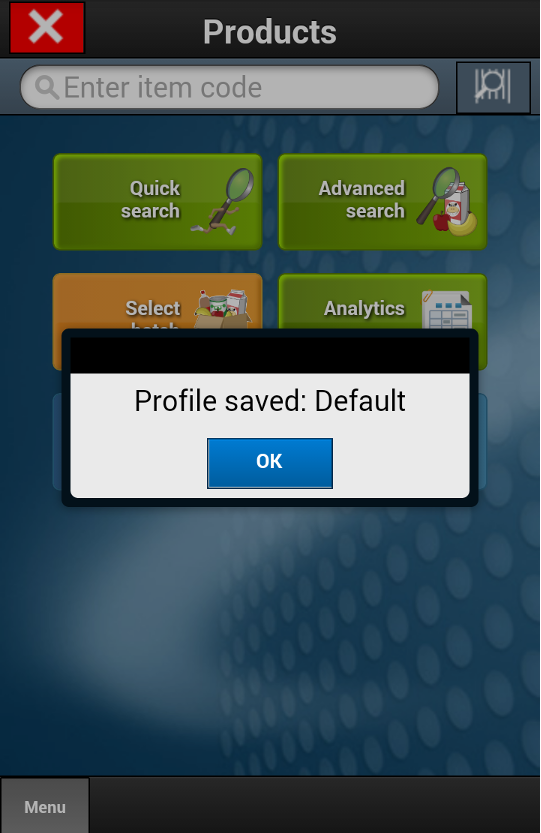 Products
Enter item code
Quick
search
Advanced
search
Select
batch
Analytics
Profile saved: Default
OK
Menu